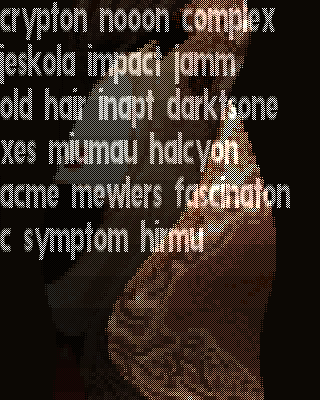 crypton nooon complex
jeskola impact jamm
old hair inapt darktsone
xes miumau halcyon
acme mewlers fascinaton
c symptom hirmu